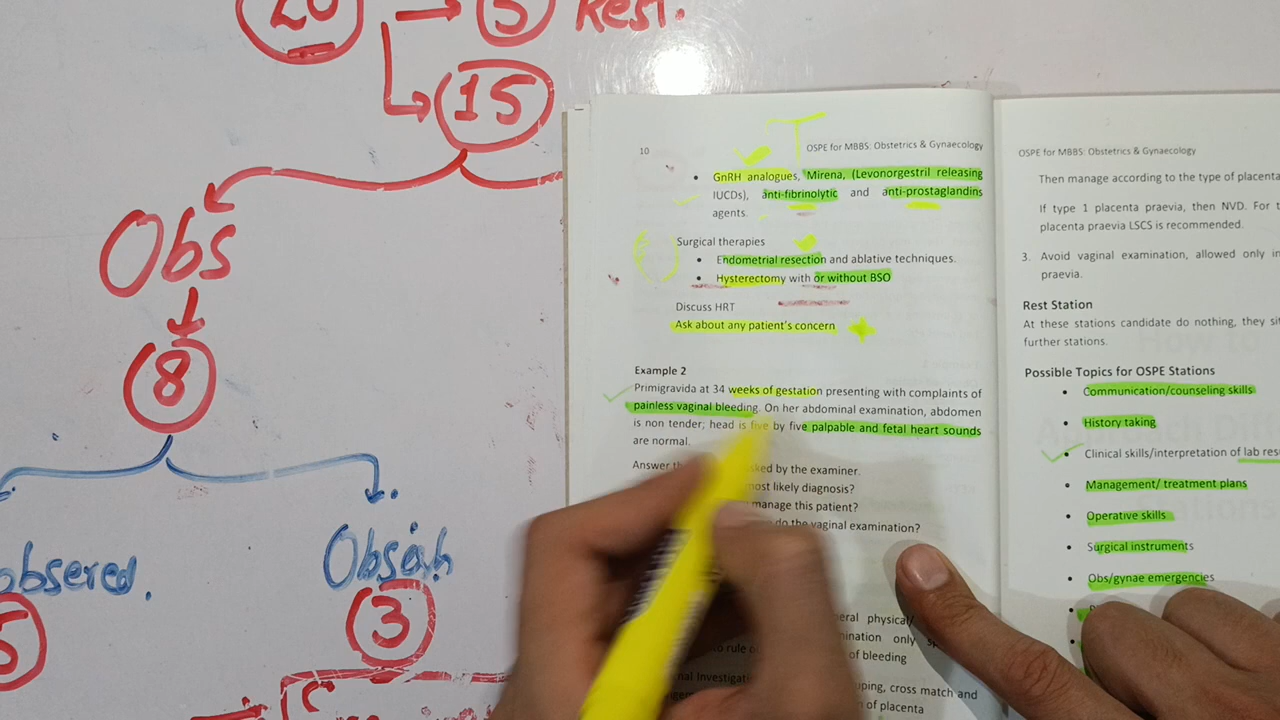 20
5 Rest.
15
Obs
8
obsered.
3
10
OSPE for MBBS: Obstetrics & Gynaecology
• GnRH analogues, Mirena, (Levonorgestril releasing
IUCDs), anti-fibrinolytic and anti-prostaglandins
agents.
Surgical therapies
• Endometrial resection and ablative techniques.
• Hysterectomy with or without BSO
Discuss HRT
Ask about any patient's concern
Example 2
Primigravida at 34 weeks of gestation presenting with complaints of
painless vaginal bleeding. On her abdominal examination, abdomen
is non tender; head is five by five palpable and fetal heart sounds
are normal.
Answer asked by the examiner.
most likely diagnosis?
manage this patient?
do the vaginal examination?
physical/
only
of bleeding
cross match and
of placenta
OSPE for MBBS: Obstetrics & Gynaecology
Then manage according to the type of placenta
If type 1 placenta praevia, then NVD. For
placenta praevia LSCS is recommended.
3. Avoid vaginal examination, allowed only in
praevia.
Rest Station
At these stations candidate do nothing, they
further stations.
Possible Topics for OSPE Stations
• Communication/counseling skills
• History taking
• Clinical skills/interpretation of lab
• Management/ treatment plans
• Operative skills
• Surgical instruments
• Obs/gynae emergencies